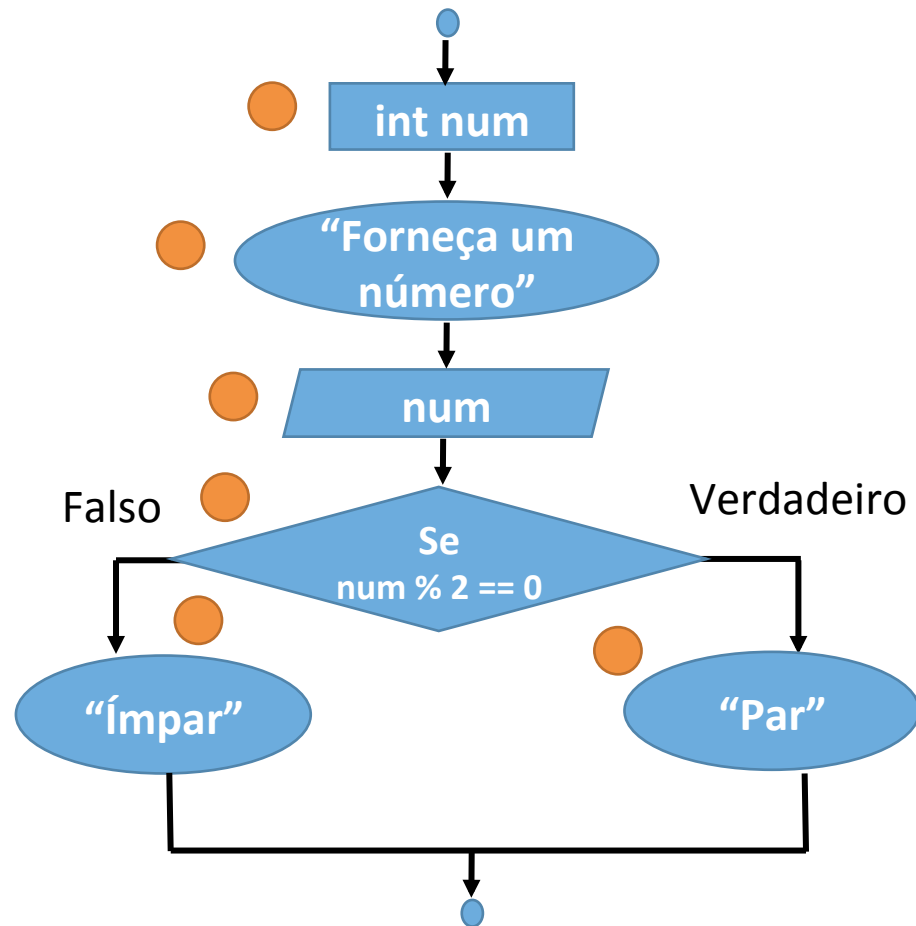 int num
“Forneça um
número”
num
Falso
Verdadeiro
Se
num % 2 == 0
“Ímpar”
“Par”